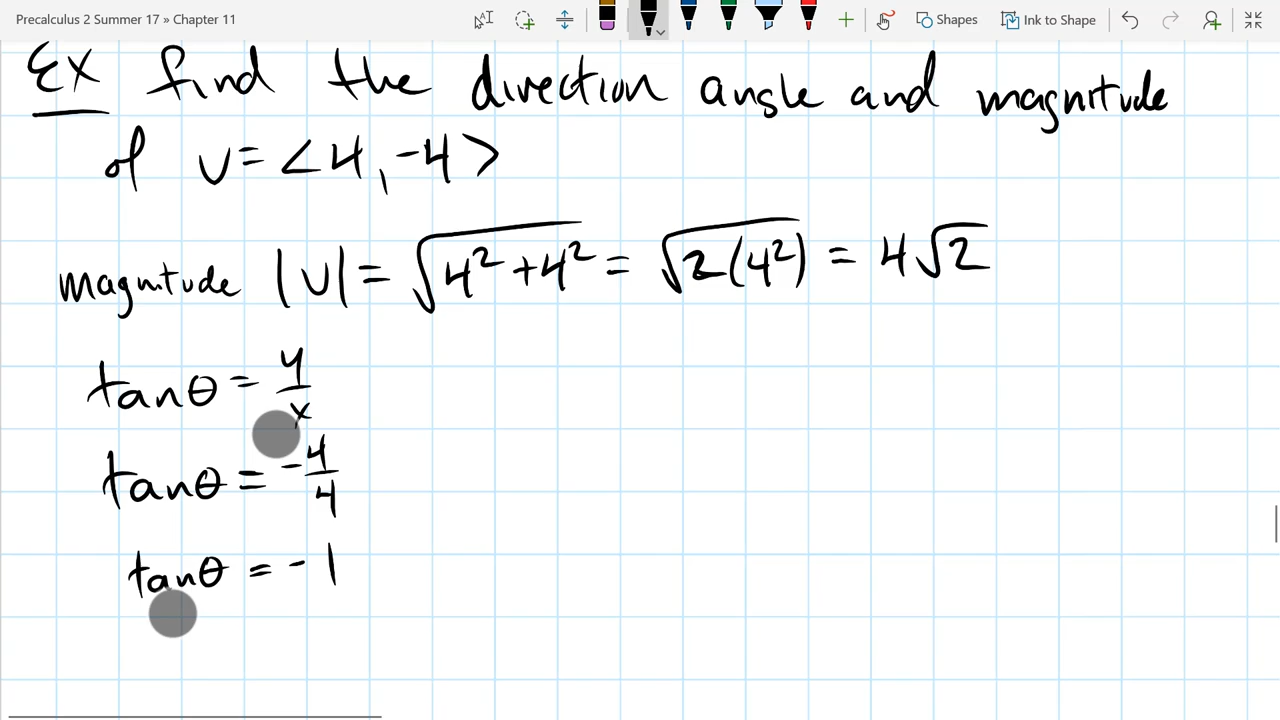 Precalculus 2 Summer 17 » Chapter 11
Shapes
Ink to Shape
Ex find the direction angle and magnitude
of v = <4, -4>
magnitude |v| = √(4² + 4²) = √(2(4²)) = 4√2
tanθ = y/x
tanθ = -4/4
tanθ = -1